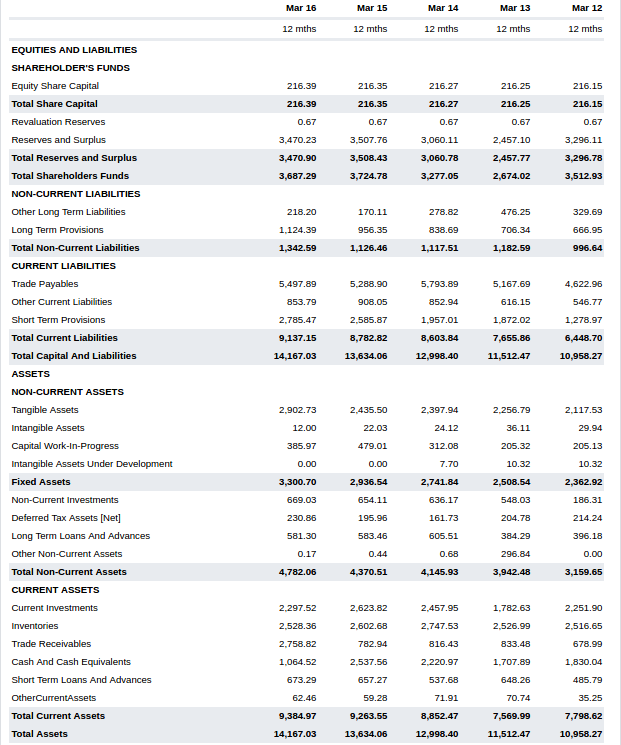 Mar 16 Mar 15 Mar 14 Mar 13 Mar 12
12 mths 12 mths 12 mths 12 mths 12 mths
EQUITIES AND LIABILITIES
SHAREHOLDER'S FUNDS
Equity Share Capital 216.39 216.35 216.27 216.25 216.15
Total Share Capital 216.39 216.35 216.27 216.25 216.15
Revaluation Reserves 0.67 0.67 0.67 0.67 0.67
Reserves and Surplus 3,470.23 3,507.76 3,060.11 2,457.10 3,296.11
Total Reserves and Surplus 3,470.90 3,508.43 3,060.78 2,457.77 3,296.78
Total Shareholders Funds 3,687.29 3,724.78 3,277.05 2,674.02 3,512.93
NON-CURRENT LIABILITIES
Other Long Term Liabilities 218.20 170.11 278.82 476.25 329.69
Long Term Provisions 1,124.39 956.35 838.69 706.34 666.95
Total Non-Current Liabilities 1,342.59 1,126.46 1,117.51 1,182.59 996.64
CURRENT LIABILITIES
Trade Payables 5,497.89 5,288.90 5,793.89 5,167.69 4,622.96
Other Current Liabilities 853.79 908.05 852.94 616.15 546.77
Short Term Provisions 2,785.47 2,585.87 1,957.01 1,872.02 1,278.97
Total Current Liabilities 9,137.15 8,782.82 8,603.84 7,655.86 6,448.70
Total Capital And Liabilities 14,167.03 13,634.06 12,998.40 11,512.47 10,958.27
ASSETS
NON-CURRENT ASSETS
Tangible Assets 2,902.73 2,435.50 2,397.94 2,256.79 2,117.53
Intangible Assets 12.00 22.03 24.12 36.11 29.94
Capital Work-In-Progress 385.97 479.01 312.08 205.32 205.13
Intangible Assets Under Development 0.00 0.00 7.70 10.32 10.32
Fixed Assets 3,300.70 2,936.54 2,741.84 2,508.54 2,362.92
Non-Current Investments 669.03 654.11 636.17 548.03 186.31
Deferred Tax Assets [Net] 230.86 195.96 161.73 204.78 214.24
Long Term Loans And Advances 581.30 583.46 605.51 384.29 396.18
Other Non-Current Assets 0.17 0.44 0.68 296.84 0.00
Total Non-Current Assets 4,782.06 4,370.51 4,145.93 3,942.48 3,159.65
CURRENT ASSETS
Current Investments 2,297.52 2,623.82 2,457.95 1,782.63 2,251.90
Inventories 2,528.36 2,602.68 2,747.53 2,526.99 2,516.65
Trade Receivables 2,758.82 782.94 816.43 833.48 678.99
Cash And Cash Equivalents 1,064.52 2,537.56 2,220.97 1,707.89 1,830.04
Short Term Loans And Advances 673.29 657.27 537.68 648.26 485.79
OtherCurrentAssets 62.46 59.28 71.91 70.74 35.25
Total Current Assets 9,384.97 9,263.55 8,852.47 7,569.99 7,798.62
Total Assets 14,167.03 13,634.06 12,998.40 11,512.47 10,958.27